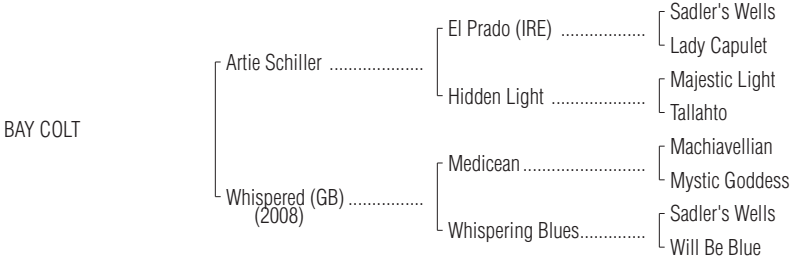 Sadler's Wells
El Prado (IRE) ...................
Lady Capulet
Artie Schiller .....................
Majestic Light
Hidden Light .....................
Tallahto
BAY COLT
Machiavellian
Medicean...........................
Mystic Goddess
Whispered (GB) .................
(2008)
Sadler's Wells
Whispering Blues..............
Will Be Blue